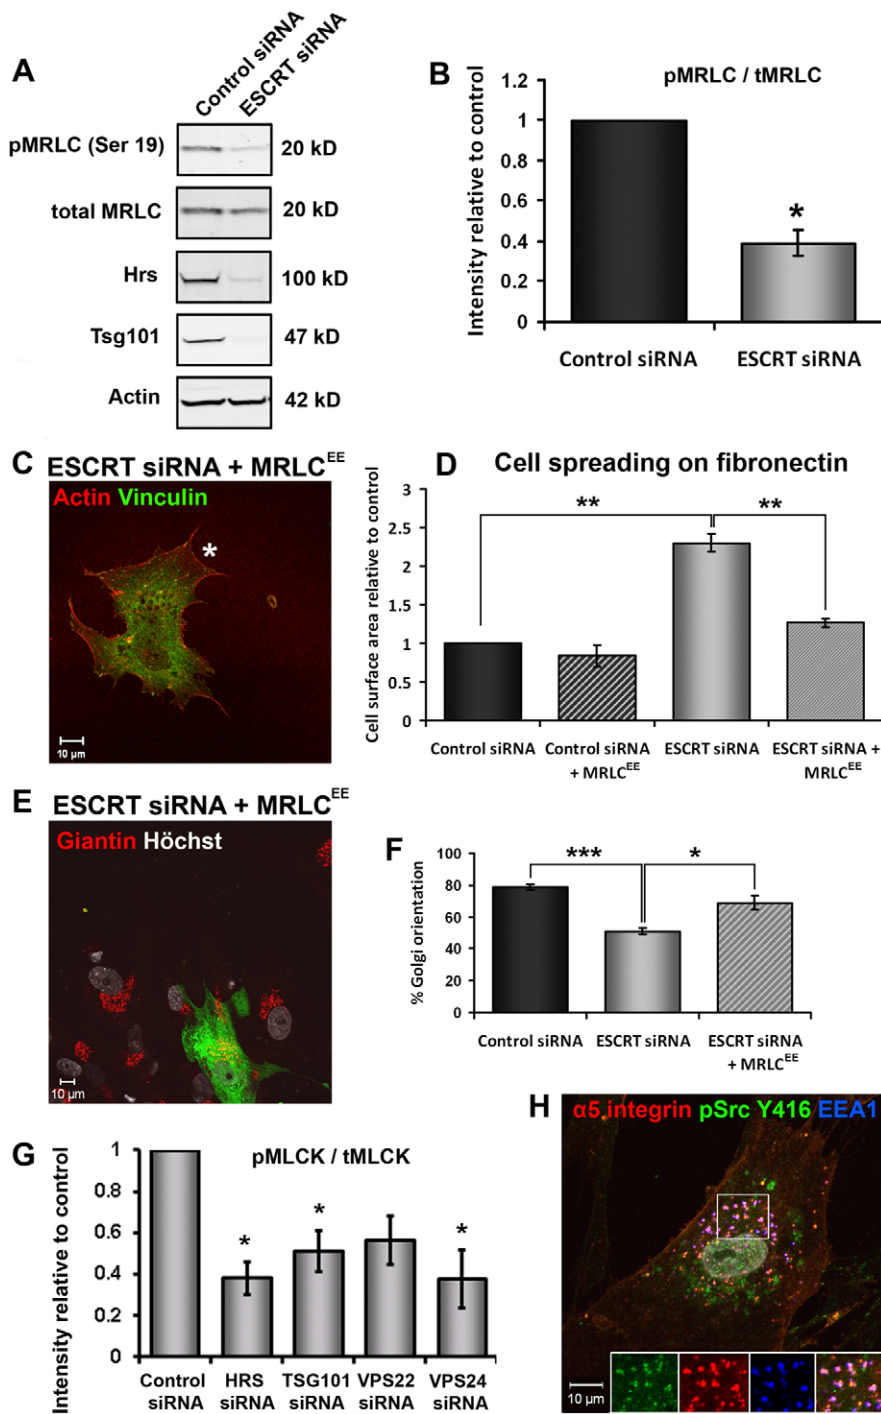 A
Control siRNA
ESCRT siRNA
pMRLC (Ser 19)
20 kD
total MRLC
20 kD
Hrs
100 kD
Tsg101
47 kD
Actin
42 kD
B
pMRLC / tMRLC
Intensity relative to control
1.2
1
0.8
0.6
0.4
0.2
0
*
Control siRNA
ESCRT siRNA
C
ESCRT siRNA + MRLC^EE
Actin Vinculin
*
10 µm
D
Cell spreading on fibronectin
Cell surface area relative to control
3
2.5
2
1.5
1
0.5
0
**
**
Control siRNA
Control siRNA
+ MRLC^EE
ESCRT siRNA
ESCRT siRNA +
MRLC^EE
E
ESCRT siRNA + MRLC^EE
Giantin Höchst
10 µm
F
% Golgi orientation
100
80
60
40
20
0
***
*
Control siRNA
ESCRT siRNA
ESCRT siRNA
+ MRLC^EE
G
pMLCK / tMLCK
Intensity relative to control
1
0.8
0.6
0.4
0.2
0
*
*
*
Control
siRNA
HRS
siRNA
TSG101
siRNA
VPS22
siRNA
VPS24
siRNA
H
α5 integrin pSrc Y416 EEA1
10 µm